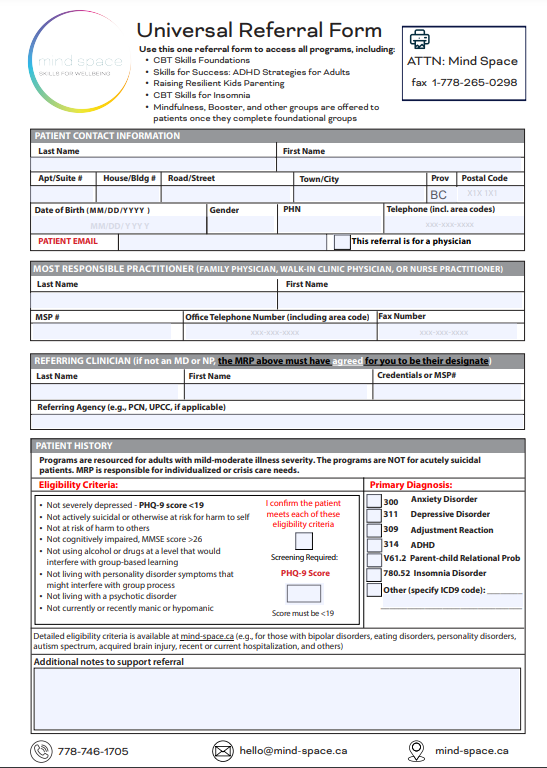 mind space
SKILLS FOR WELLBEING
Universal Referral Form
Use this one referral form to access all programs, including:
• CBT Skills Foundations
• Skills for Success: ADHD Strategies for Adults
• Raising Resilient Kids Parenting
• CBT Skills for Insomnia
• Mindfulness, Booster, and other groups are offered to
patients once they complete foundational groups
ATTN: Mind Space
fax 1-778-265-0298
PATIENT CONTACT INFORMATION
Last Name First Name
Apt/Suite # House/Bldg # Road/Street Town/City Prov Postal Code
BC X1X 1X1
Date of Birth (MM/DD/YYYY ) Gender PHN Telephone (incl. area codes)
MM/DD/YYYY xxx-xxx-xxxx
PATIENT EMAIL This referral is for a physician
MOST RESPONSIBLE PRACTITIONER (FAMILY PHYSICIAN, WALK-IN CLINIC PHYSICIAN, OR NURSE PRACTITIONER)
Last Name First Name
MSP # Office Telephone Number (including area code) Fax Number
xxx-xxx-xxxx xxx-xxx-xxxx
REFERRING CLINICIAN (if not an MD or NP, the MRP above must have agreed for you to be their designate)
Last Name First Name Credentials or MSP#
Referring Agency (e.g., PCN, UPCC, if applicable)
PATIENT HISTORY
Programs are resourced for adults with mild-moderate illness severity. The programs are NOT for acutely suicidal
patients. MRP is responsible for individualized or crisis care needs.
Eligibility Criteria:
• Not severely depressed - PHQ-9 score <19
• Not actively suicidal or otherwise at risk for harm to self
• Not at risk of harm to others
• Not cognitively impaired, MMSE score >26
• Not using alcohol or drugs at a level that would
interfere with group-based learning
• Not living with personality disorder symptoms that
might interfere with group process
• Not living with a psychotic disorder
• Not currently or recently manic or hypomanic
I confirm the patient
meets each of these
eligibility criteria
Screening Required:
PHQ-9 Score
Score must be <19
Primary Diagnosis:
300 Anxiety Disorder
311 Depressive Disorder
309 Adjustment Reaction
314 ADHD
V61.2 Parent-child Relational Prob
780.52 Insomnia Disorder
Other (specify ICD9 code): ______
Detailed eligibility criteria is available at mind-space.ca (e.g., for those with bipolar disorders, eating disorders, personality disorders,
autism spectrum, acquired brain injury, recent or current hospitalization, and others)
Additional notes to support referral
778-746-1705 hello@mind-space.ca mind-space.ca